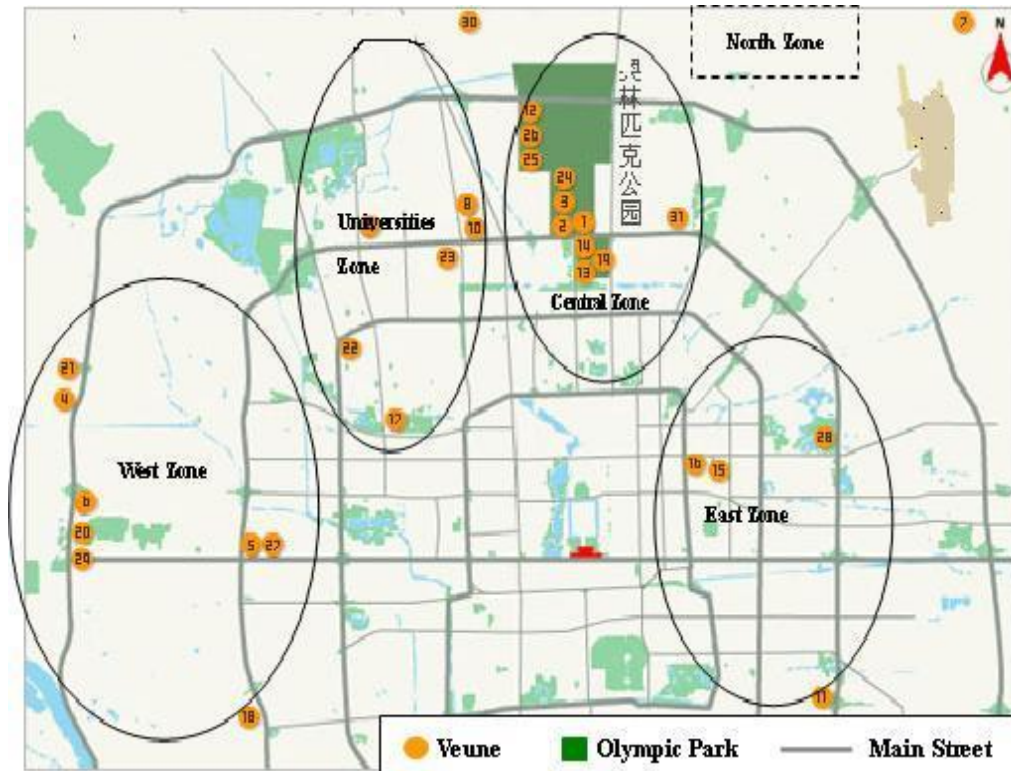 30
7
N
North Zone
林匹克公园
12
26
25
24
3
2
1
14
19
13
31
8
10
23
Universities
Zone
Central Zone
22
17
21
4
West Zone
6
20
29
5
27
18
28
16
15
East Zone
11
Veune
Olympic Park
Main Street